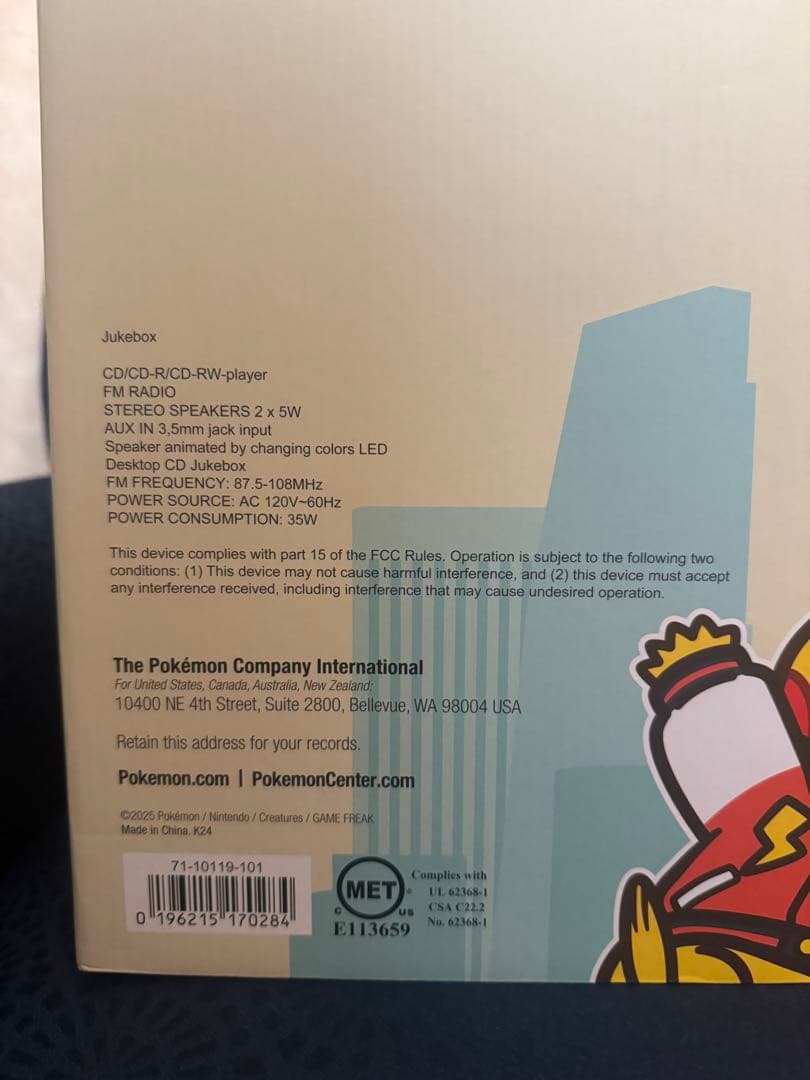 Jukebox
CD/CD-R/CD-RW-player
FM RADIO
STEREO SPEAKERS 2 x 5W
AUX IN 3,5mm jack input
Speaker animated by changing colors LED
Desktop CD Jukebox
FM FREQUENCY: 87.5-108MHz
POWER SOURCE: AC 120V~60Hz
POWER CONSUMPTION: 35W
This device complies with part 15 of the FCC Rules. Operation is subject to the following two
conditions: (1) This device may not cause harmful interference, and (2) this device must accept
any interference received, including interference that may cause undesired operation.
The Pokémon Company International
For United States, Canada, Australia, New Zealand:
10400 NE 4th Street, Suite 2800, Bellevue, WA 98004 USA
Retain this address for your records.
Pokemon.com | PokemonCenter.com
©2025 Pokémon / Nintendo / Creatures / GAME FREAK
Made in China. K24
71-10119-101
0 196215 170284
MET
C US
E113659
Complies with
UL 62368-1
CSA C22.2
No. 62368-1